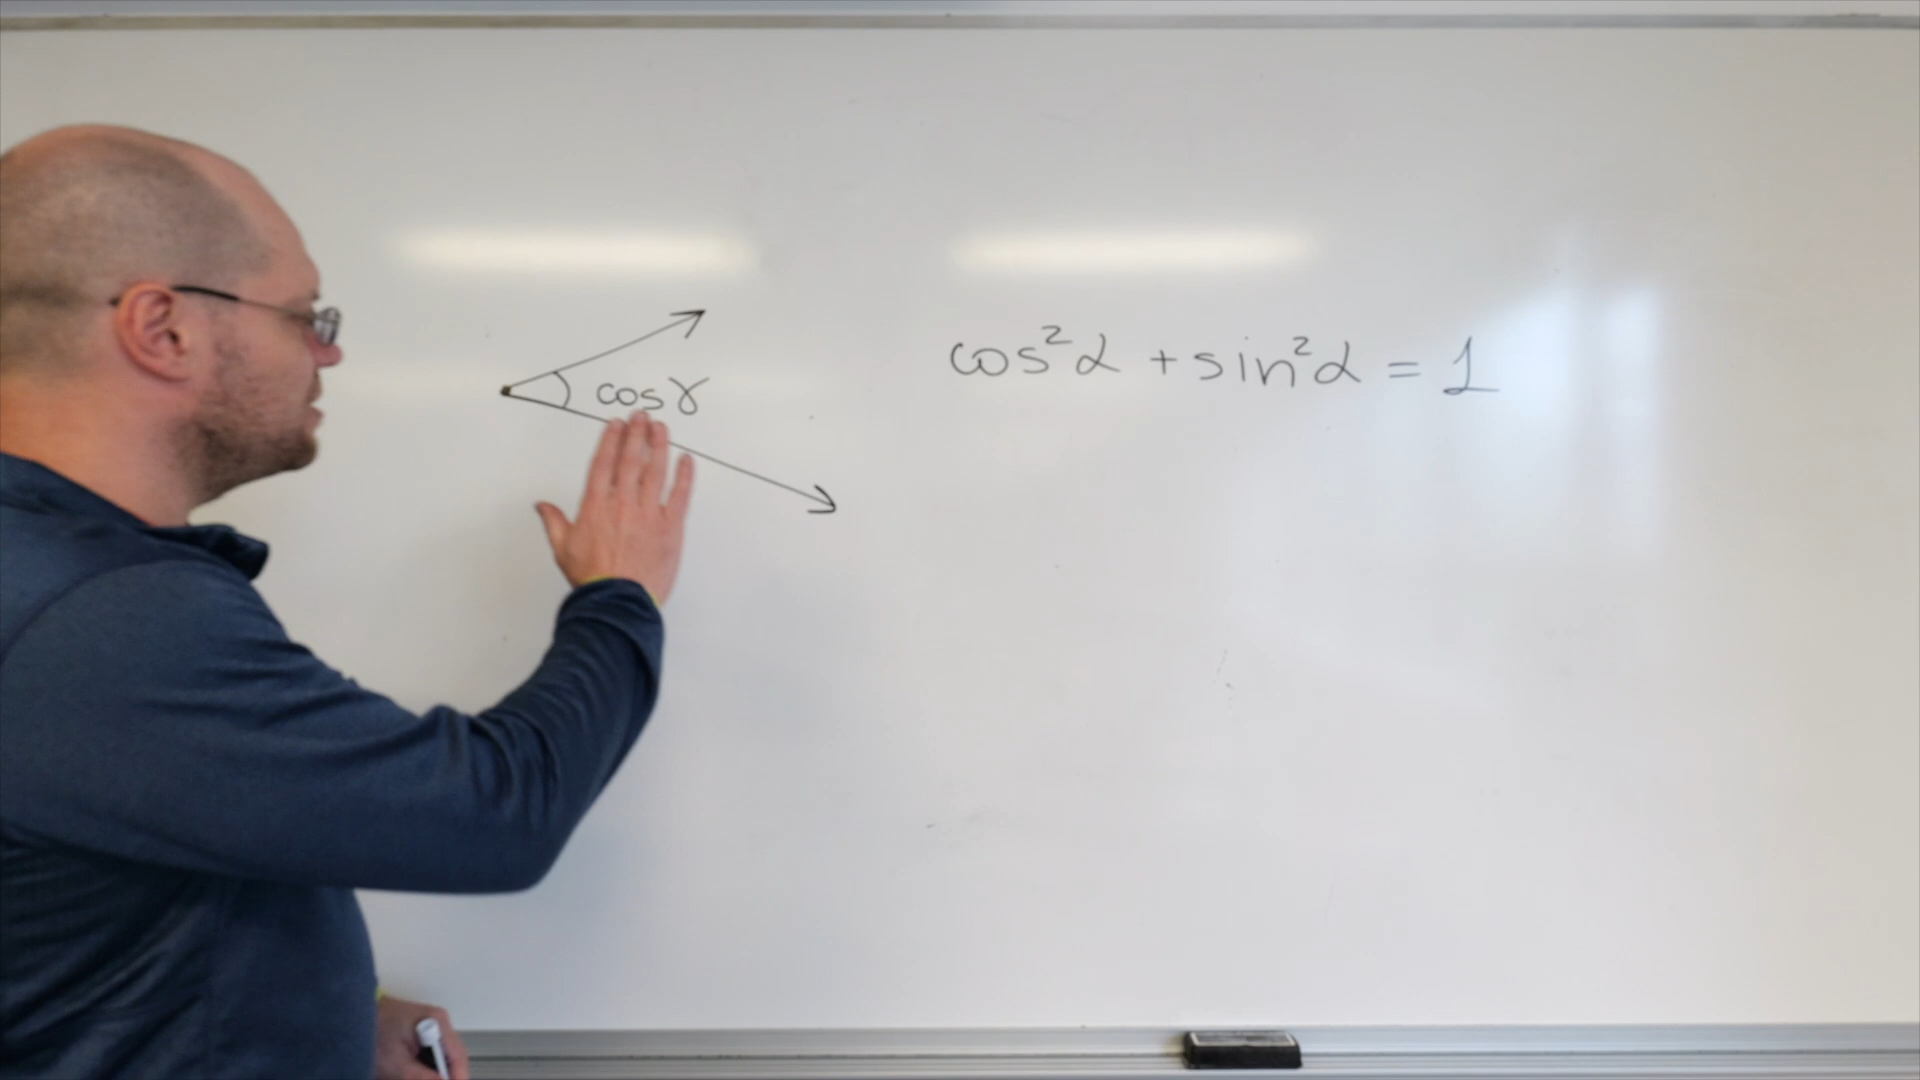 cos γ
cos²α + sin²α = 1